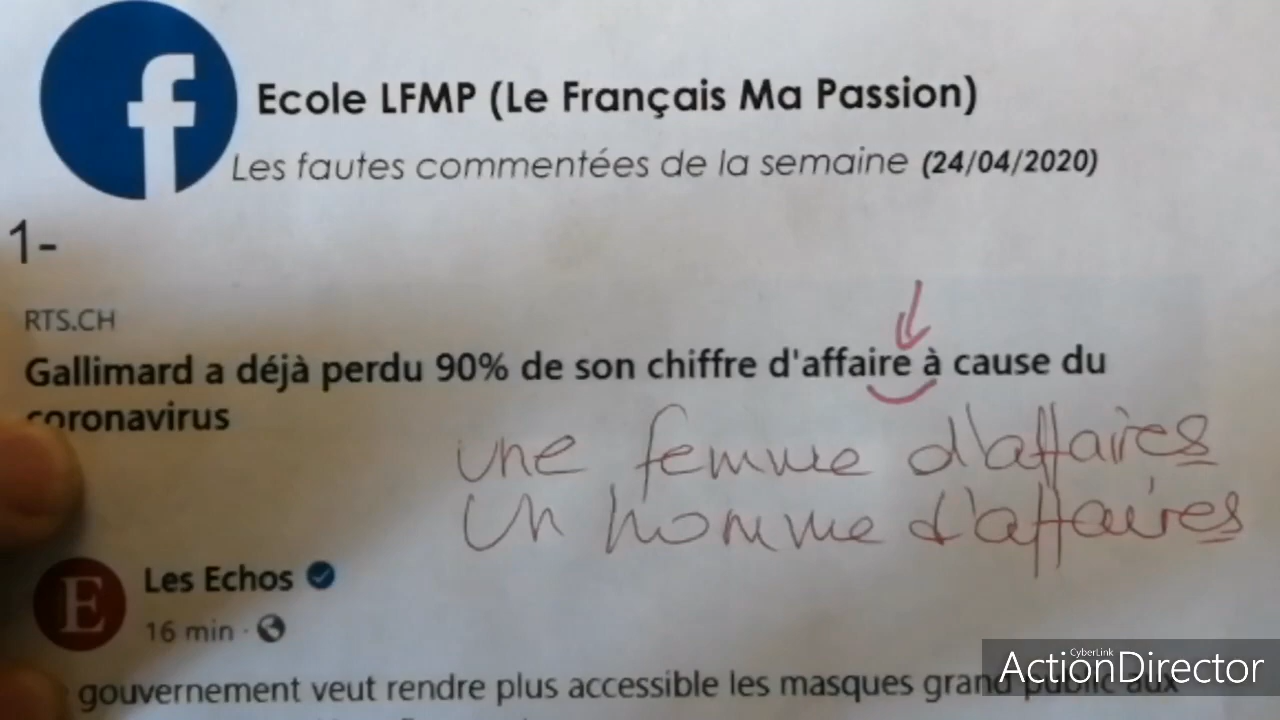 f
Ecole LFMP (Le Français Ma Passion)
Les fautes commentées de la semaine (24/04/2020)
1-
RTS.CH
Gallimard a déjà perdu 90% de son chiffre d'affaire à cause du
coronavirus
une femme d'affaires
Un homme d'affaires
E Les Echos
16 min ·
gouvernement veut rendre plus accessible les masques grand public aux
CyberLink
ActionDirector